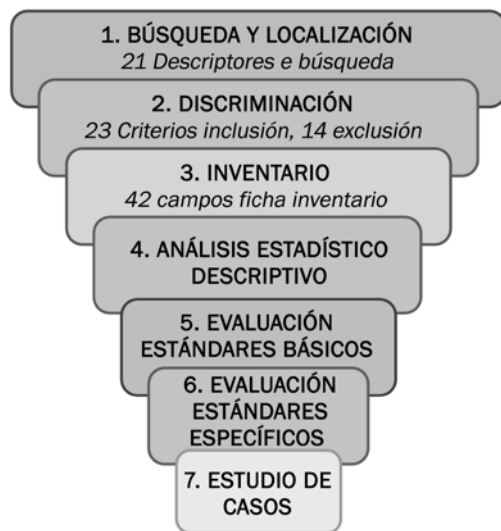 1. BÚSQUEDA Y LOCALIZACIÓN
21 Descriptores e búsqueda
2. DISCRIMINACIÓN
23 Criterios inclusión, 14 exclusión
3. INVENTARIO
42 campos ficha inventario
4. ANÁLISIS ESTADÍSTICO
DESCRIPTIVO
5. EVALUACIÓN
ESTÁNDARES BÁSICOS
6. EVALUACIÓN
ESTÁNDARES
ESPECÍFICOS
7. ESTUDIO DE
CASOS